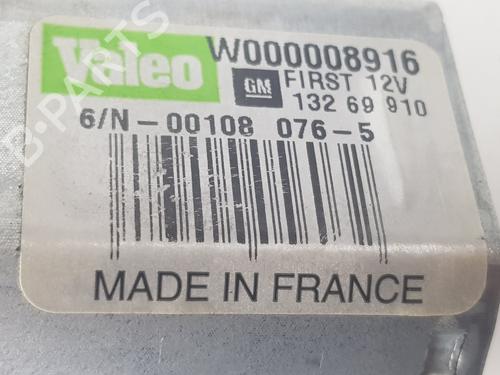 Valeo
W000008916
GM
FIRST 12V
132 69 910
6/N-00108 076-5
MADE IN FRANCE
B-PARTS